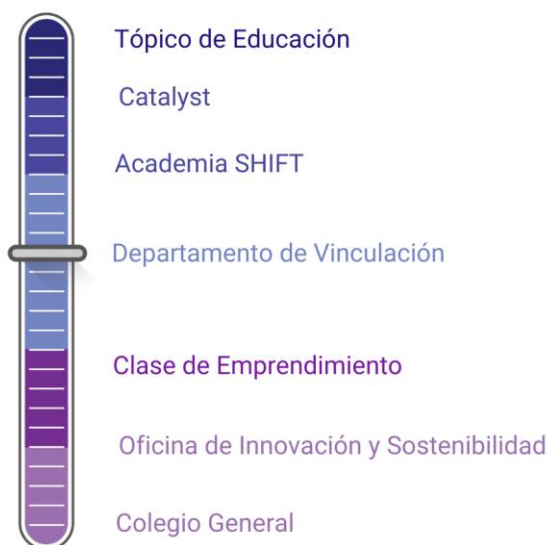 Tópico de Educación
Catalyst
Academia SHIFT
Departamento de Vinculación
Clase de Emprendimiento
Oficina de Innovación y Sostenibilidad
Colegio General